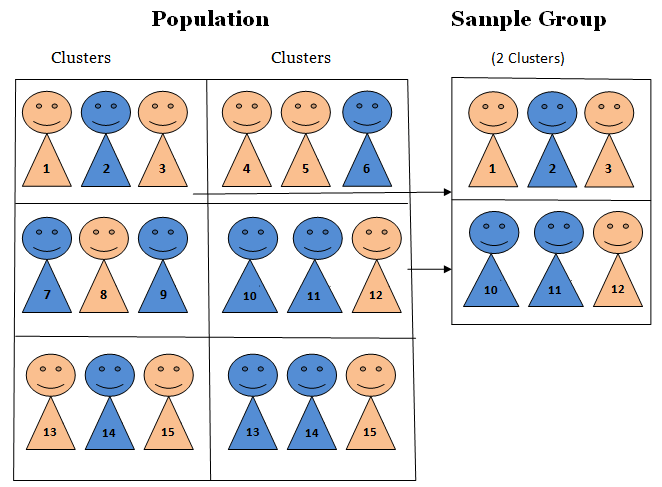 Population Sample Group
Clusters Clusters (2 Clusters)
1 2 3 4 5 6 1 2 3
7 8 9 10 11 12 10 11 12
13 14 15 13 14 15